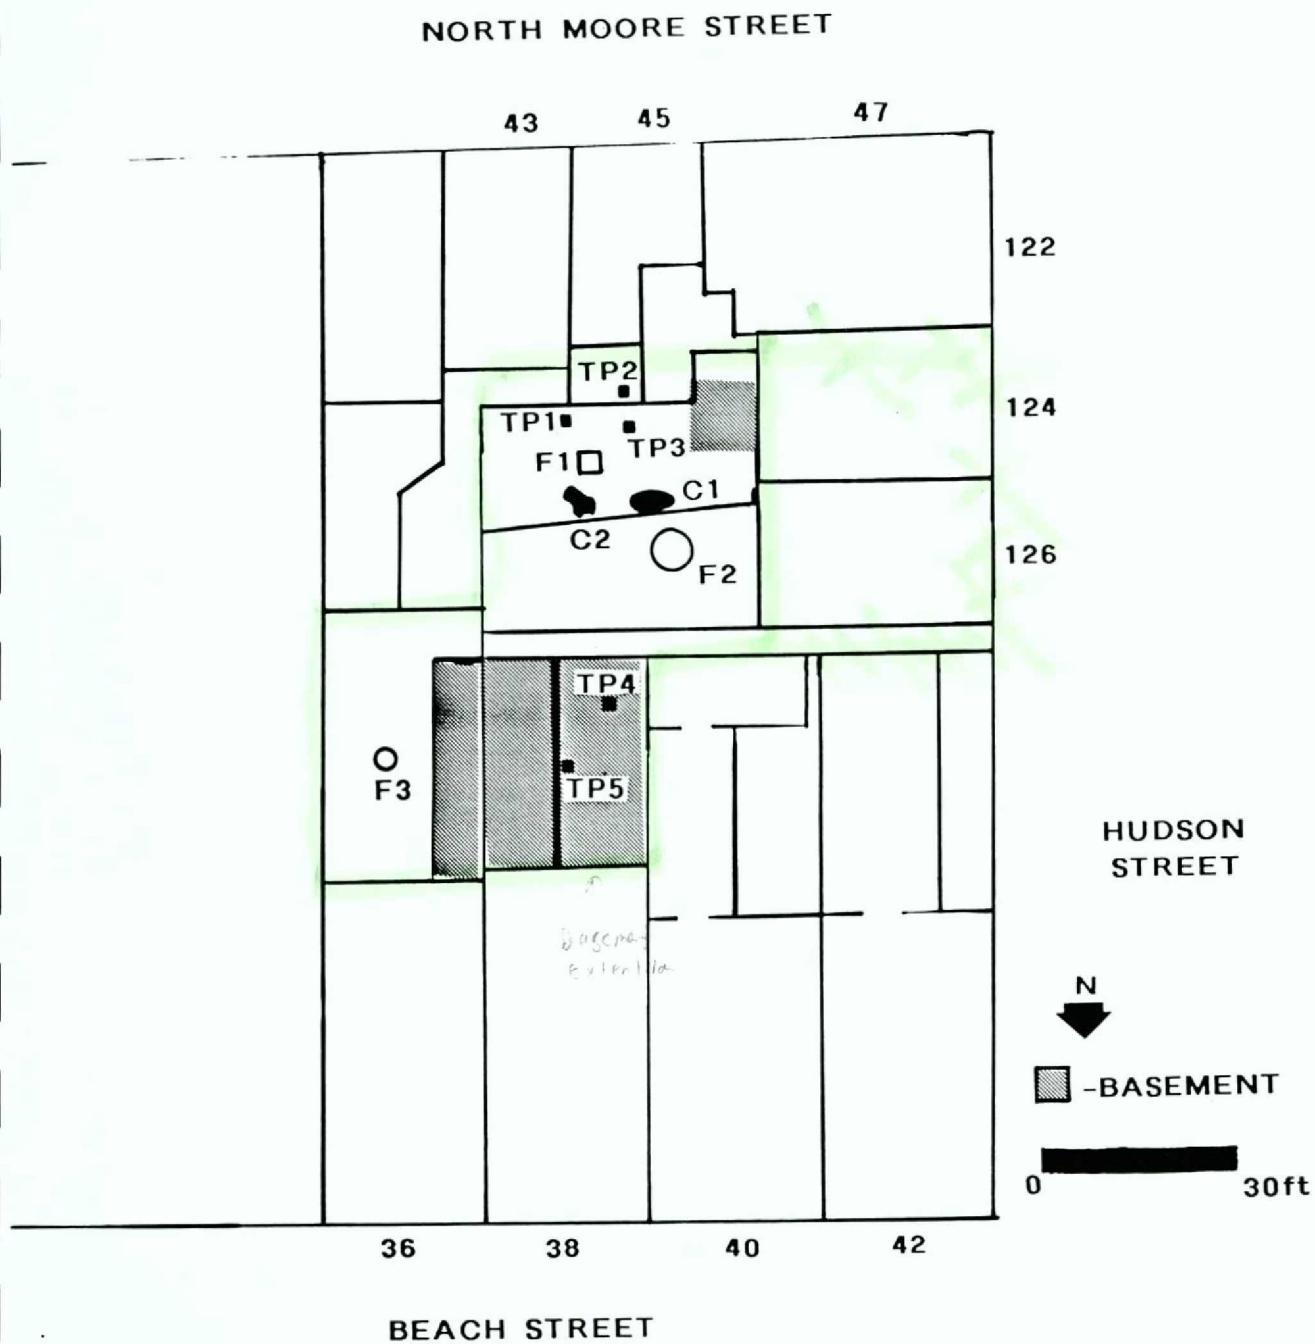 NORTH MOORE STREET
43 45 47
122
TP2
124
TP1
TP3
F1
C1
C2
126
F2
TP4
F3
TP5
HUDSON
STREET
N
-BASEMENT
0 30ft
36 38 40 42
BEACH STREET